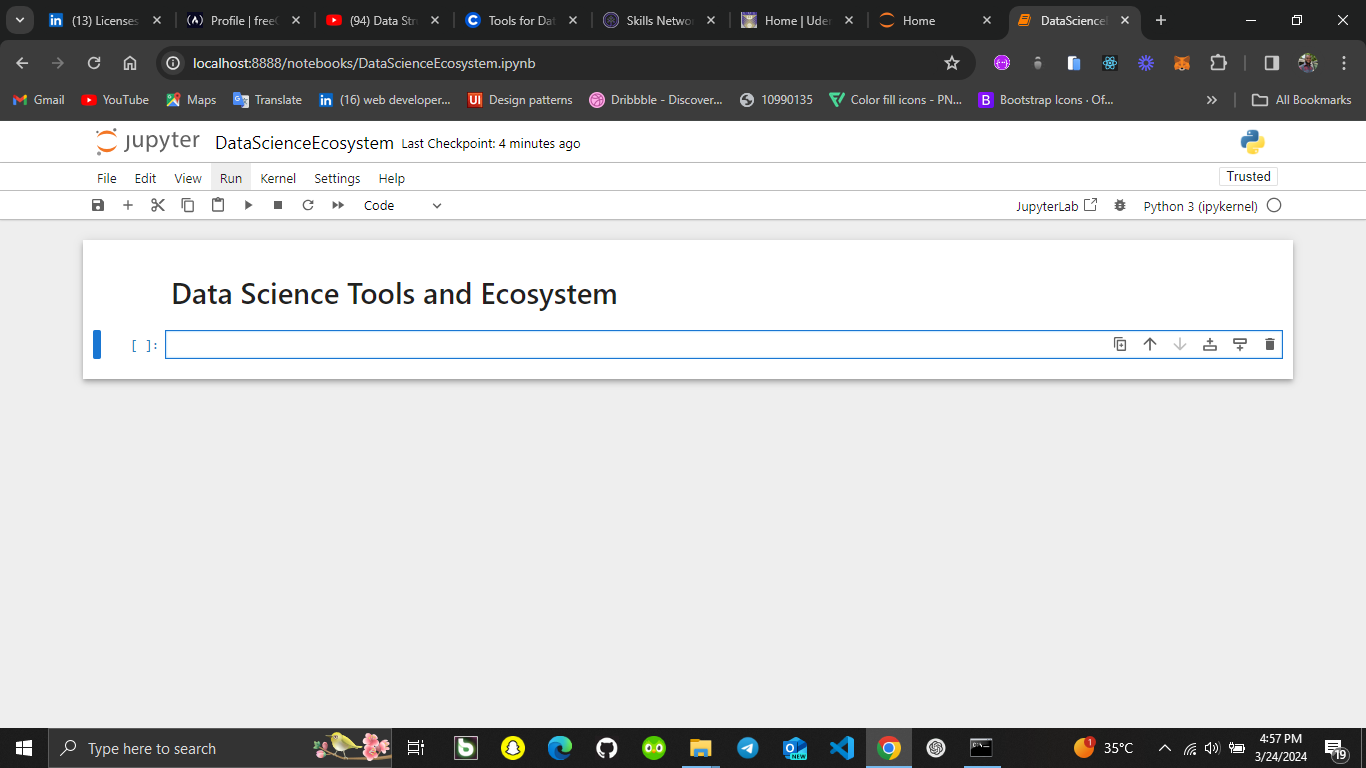 (13) Licenses
Profile | free
(94) Data Str
Tools for Dat
Skills Networ
Home | Uder
Home
DataScienceE
localhost:8888/notebooks/DataScienceEcosystem.ipynb
Gmail
YouTube
Maps
Translate
(16) web developer...
Design patterns
Dribbble - Discover...
10990135
Color fill icons - PN...
Bootstrap Icons · Of...
All Bookmarks
jupyter
DataScienceEcosystem
Last Checkpoint: 4 minutes ago
File
Edit
View
Run
Kernel
Settings
Help
Trusted
Code
JupyterLab
Python 3 (ipykernel)
Data Science Tools and Ecosystem
[ ]:
Type here to search
NEW
1
35°C
4:57 PM
3/24/2024
19